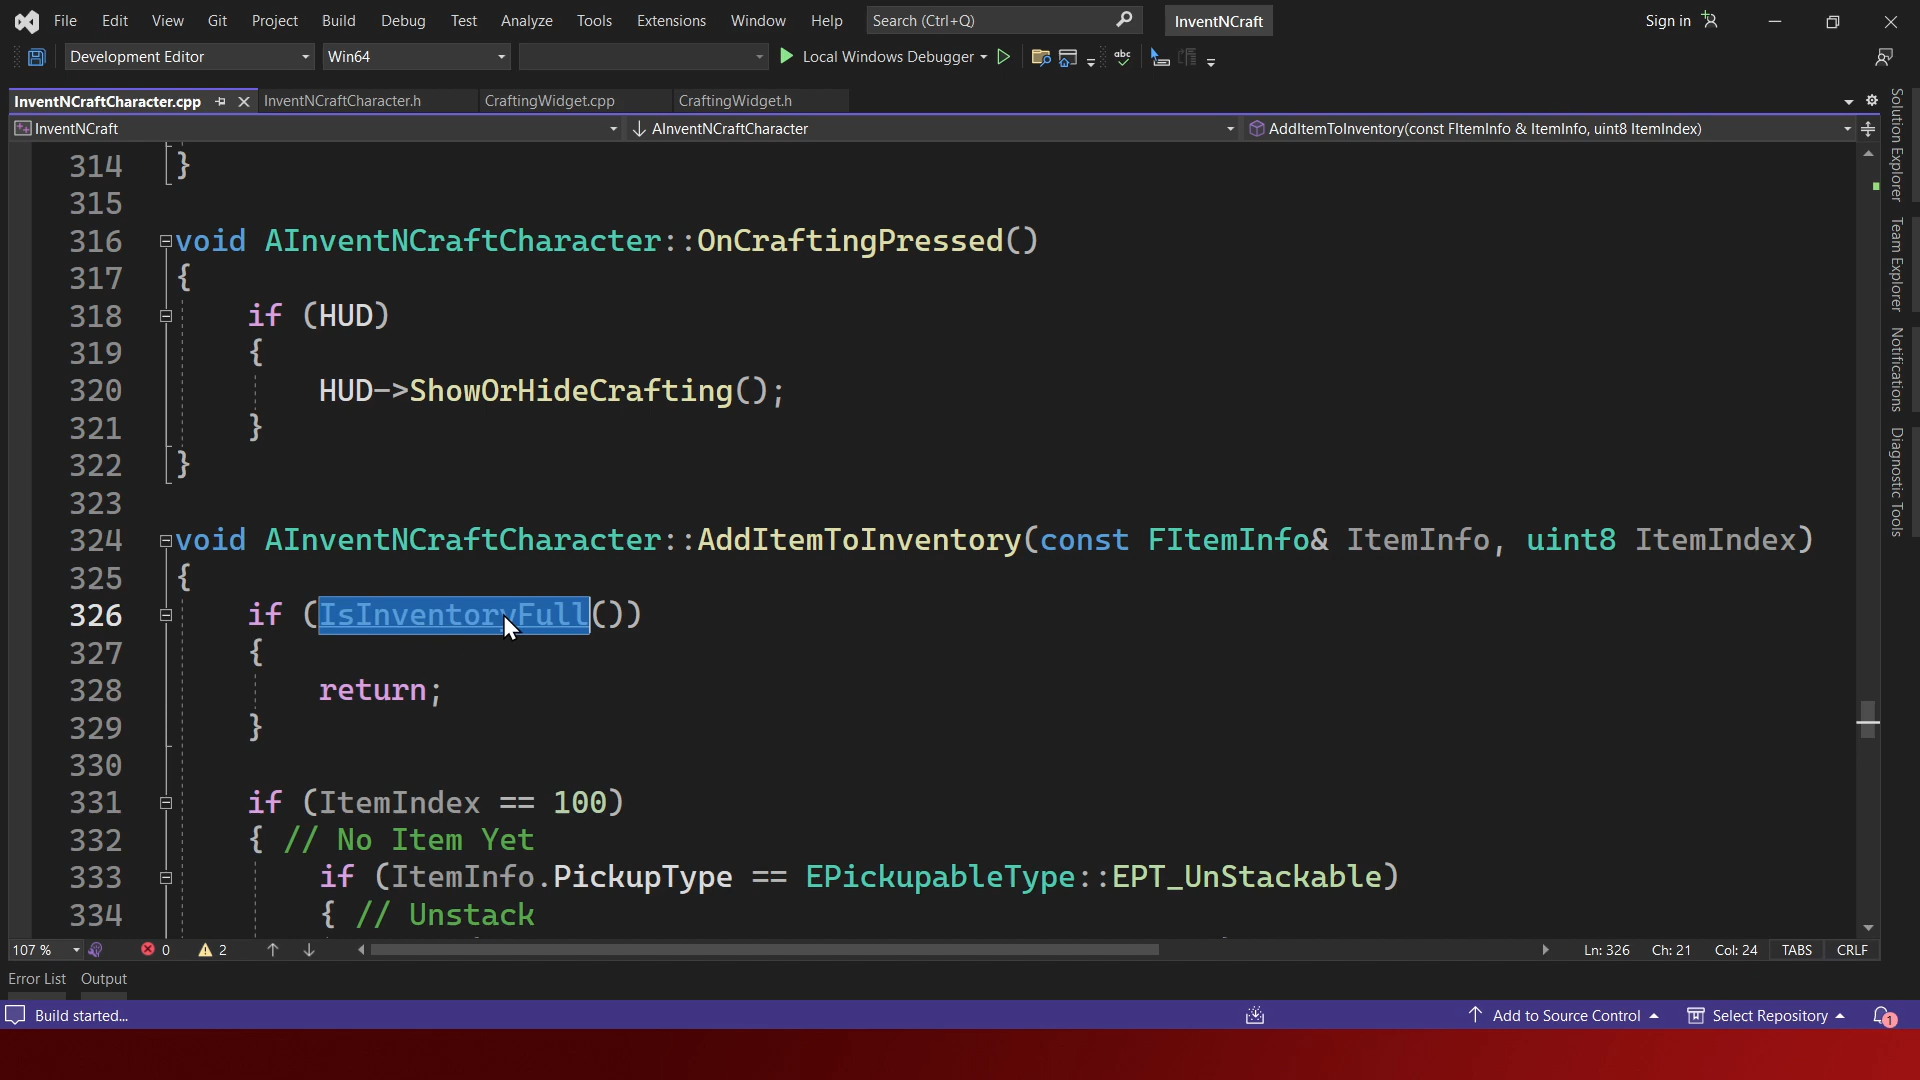 File Edit View Git Project Build Debug Test Analyze Tools Extensions Window Help Search (Ctrl+Q) InventNCraft Sign in
Development Editor Win64 Local Windows Debugger
InventNCraftCharacter.cpp InventNCraftCharacter.h CraftingWidget.cpp CraftingWidget.h
InventNCraft AInventNCraftCharacter AddItemToInventory(const FItemInfo & ItemInfo, uint8 ItemIndex)
314 }
315
316 void AInventNCraftCharacter::OnCraftingPressed()
317 {
318 if (HUD)
319 {
320 HUD->ShowOrHideCrafting();
321 }
322 }
323
324 void AInventNCraftCharacter::AddItemToInventory(const FItemInfo& ItemInfo, uint8 ItemIndex)
325 {
326 if (IsInventoryFull())
327 {
328 return;
329 }
330
331 if (ItemIndex == 100)
332 { // No Item Yet
333 if (ItemInfo.PickupType == EPickupableType::EPT_UnStackable)
334 { // Unstack
107 % 0 2 Ln: 326 Ch: 21 Col: 24 TABS CRLF
Error List Output
Build started... Add to Source Control Select Repository 1
Solution Explorer
Team Explorer
Notifications
Diagnostic Tools